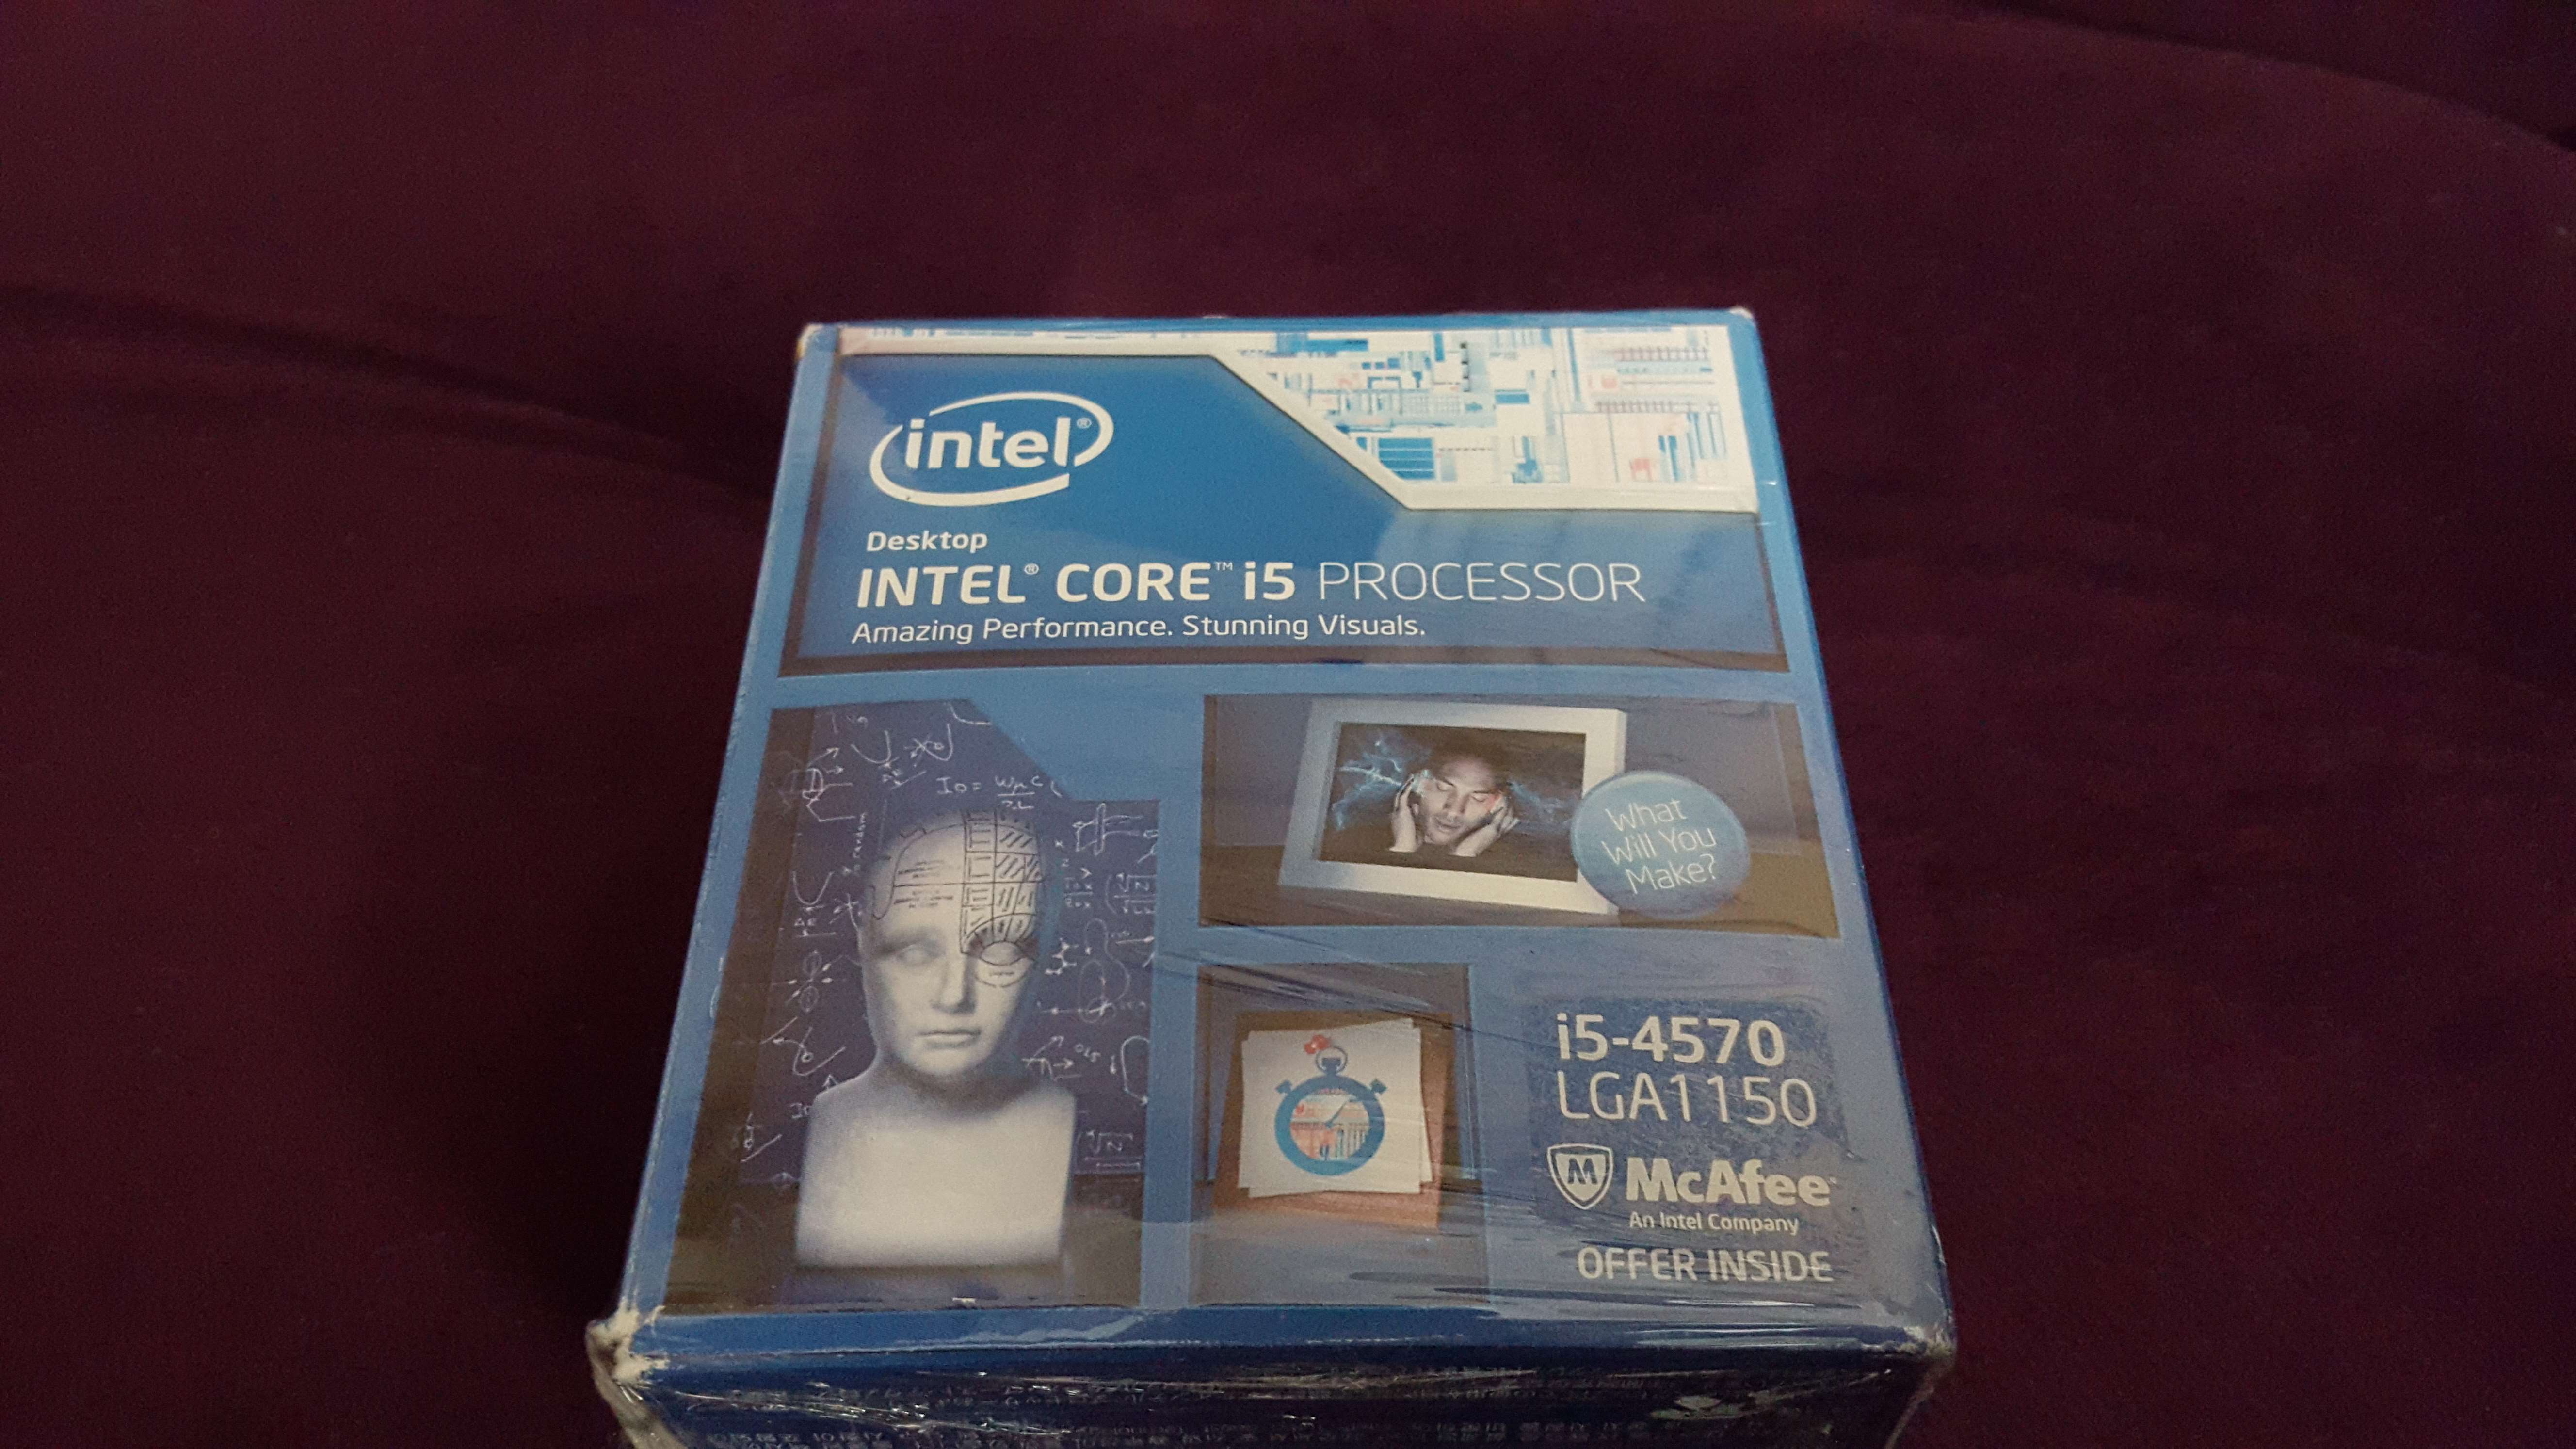 intel®
Desktop
INTEL® CORE™ i5 PROCESSOR
Amazing Performance. Stunning Visuals.
What
Will You
Make?
i5-4570
LGA1150
McAfee
An Intel Company
OFFER INSIDE